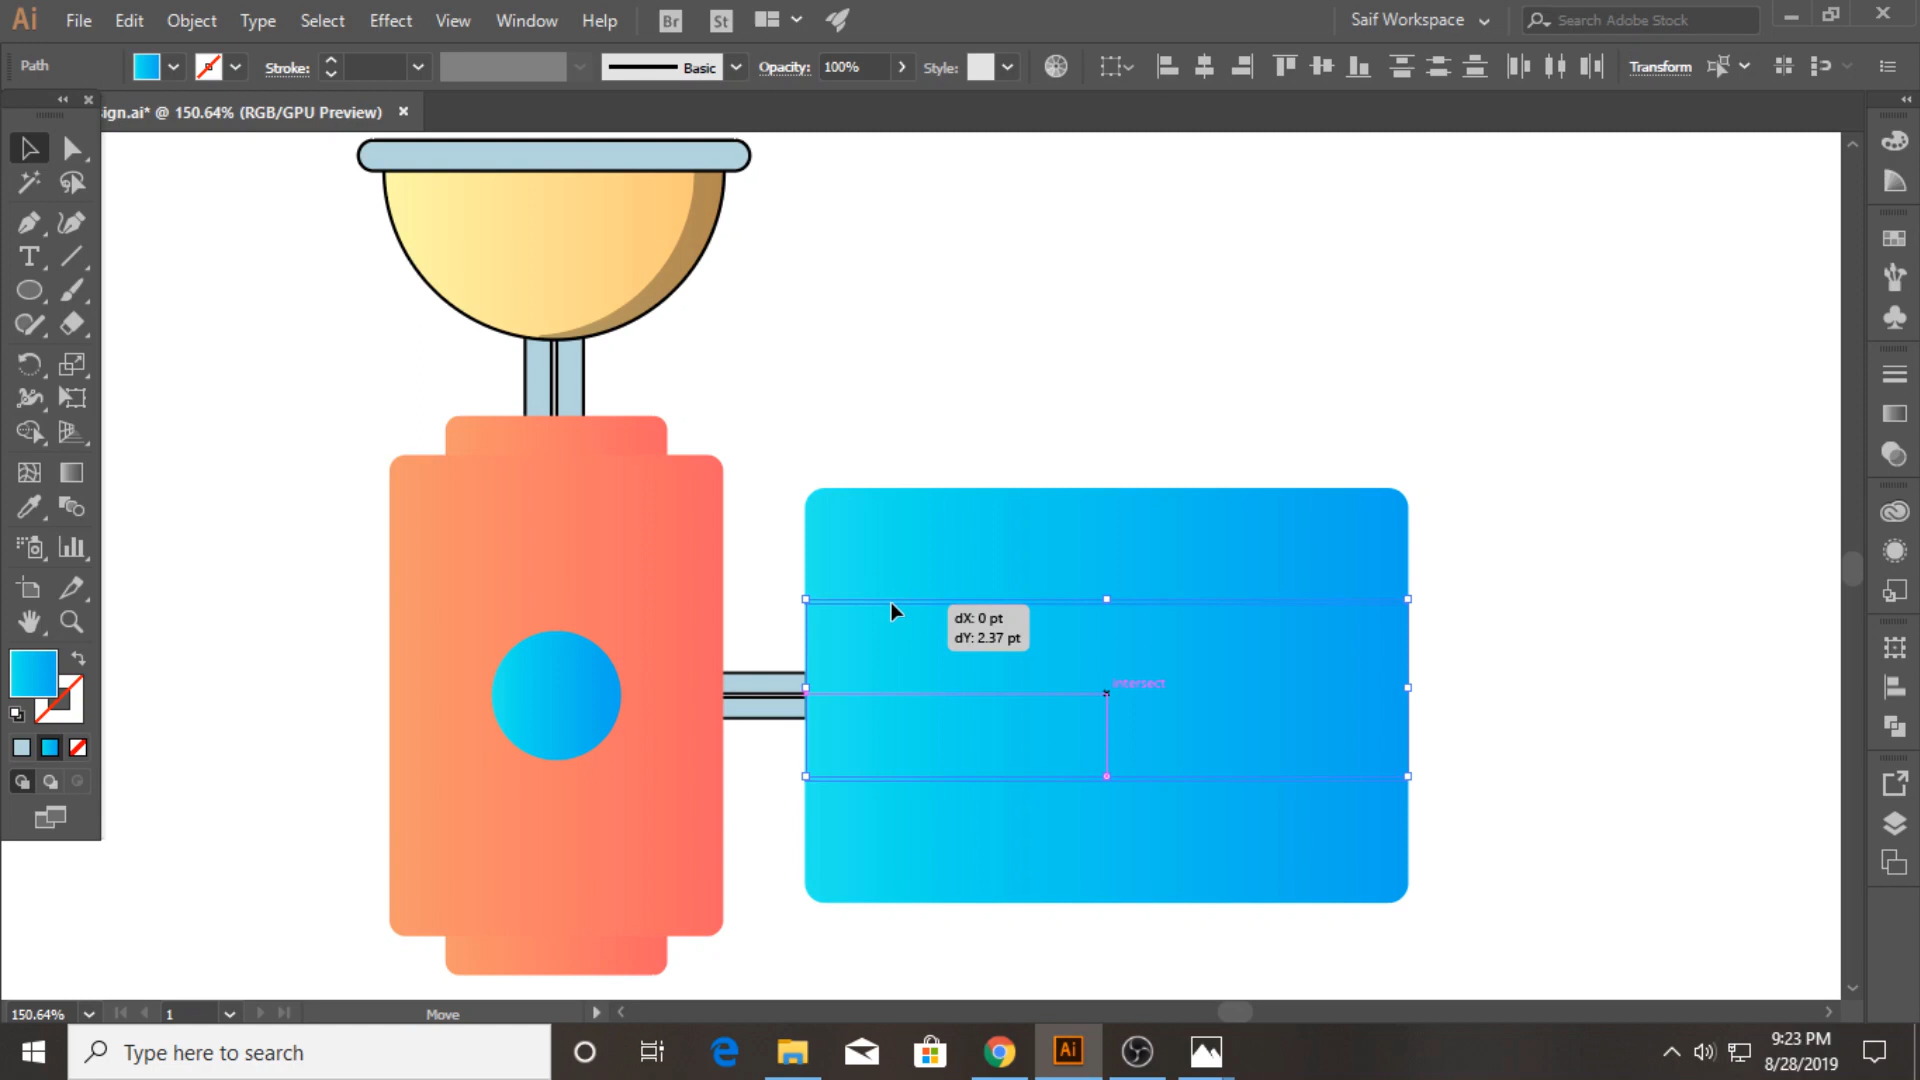 Ai File Edit Object Type Select Effect View Window Help Br St Saif Workspace Search Adobe Stock
Path Stroke: Basic Opacity: 100% Style: Transform
ign.ai* @ 150.64% (RGB/GPU Preview)
T
dX: 0 pt
dY: 2.37 pt
intersect
150.64% 1 Move
Type here to search
Ai
9:23 PM
8/28/2019